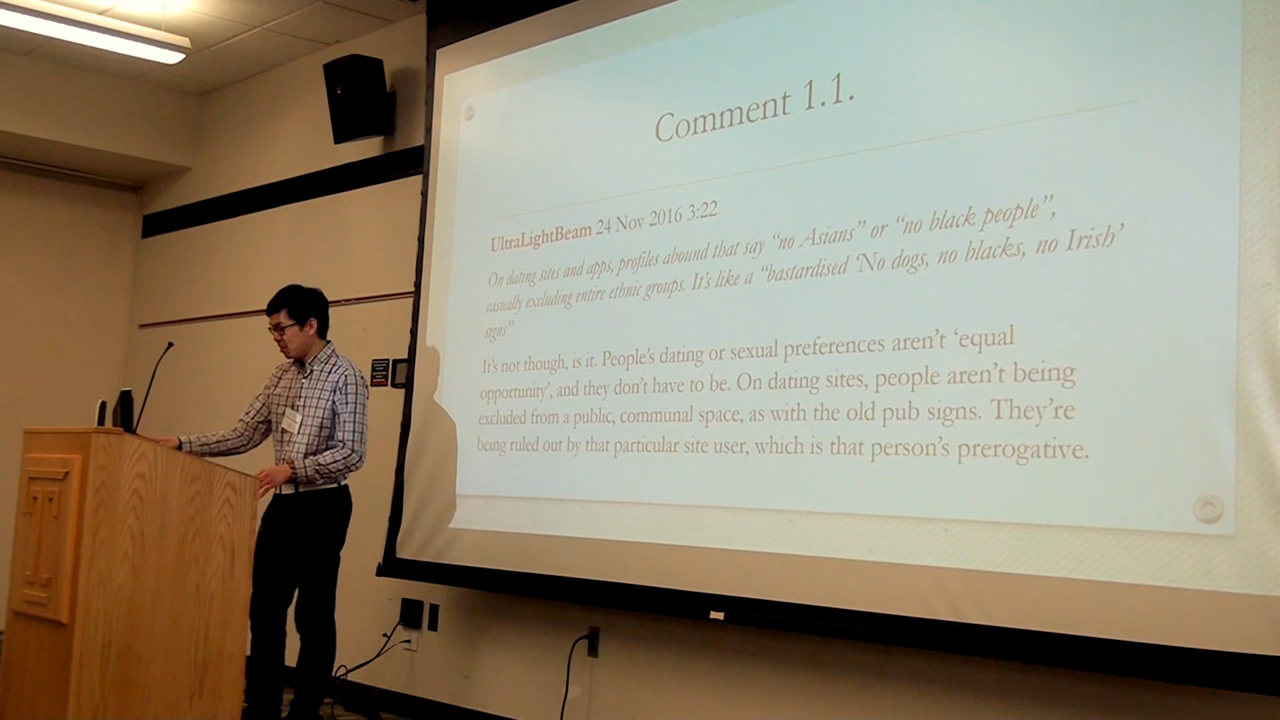 Comment 1.1.
UltraLightBeam 24 Nov 2016 3:22
On dating sites and apps, profiles abound that say “no Asians” or “no black people”,
casually excluding entire ethnic groups. It’s like a “bastardised ‘No dogs, no blacks, no Irish’
signs”
It’s not though, is it. People’s dating or sexual preferences aren’t ‘equal
opportunity’, and they don’t have to be. On dating sites, people aren’t being
excluded from a public, communal space, as with the old pub signs. They’re
being ruled out by that particular site user, which is that person’s prerogative.